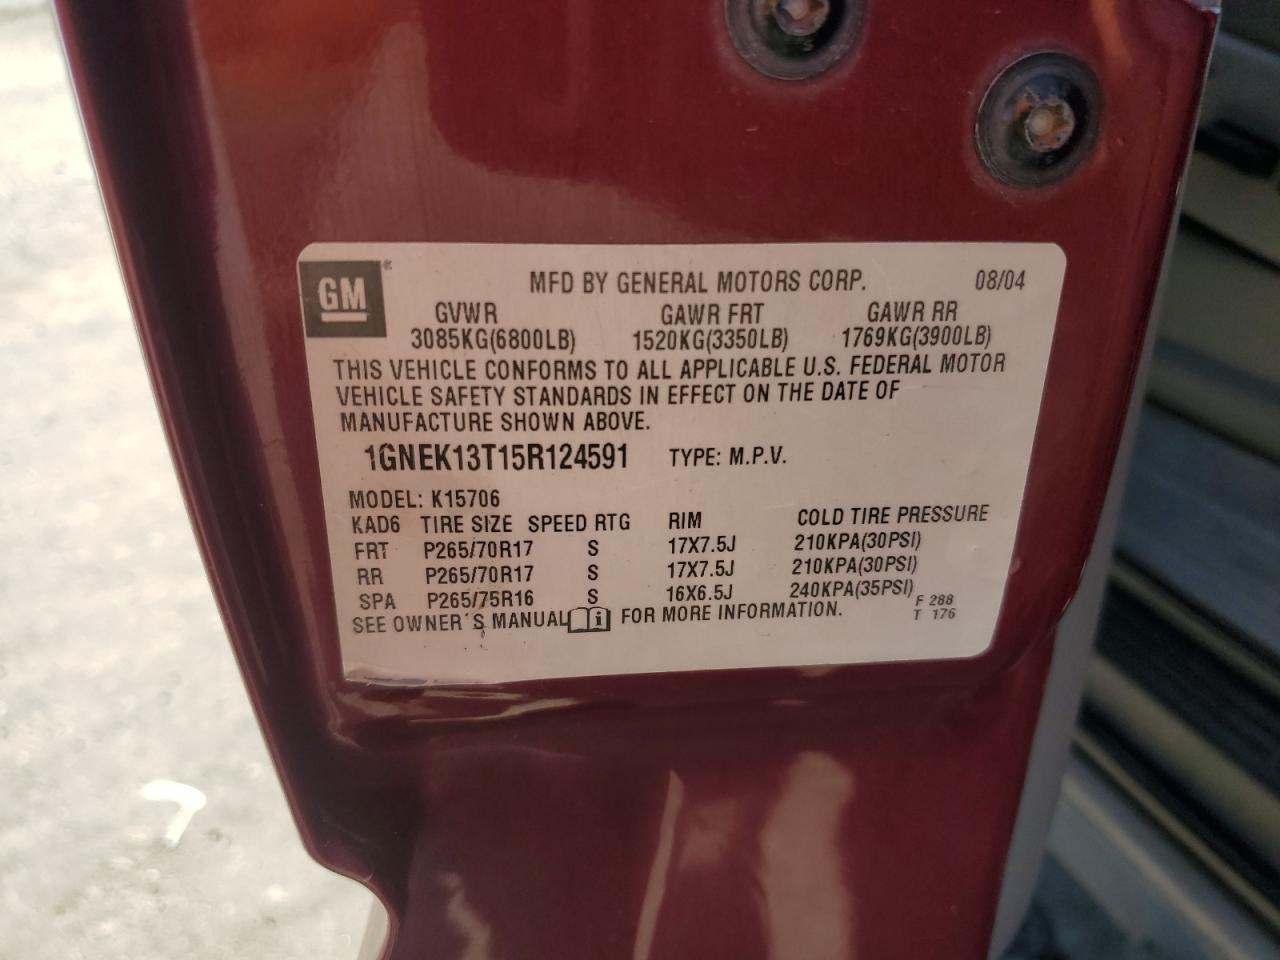 GM®
MFD BY GENERAL MOTORS CORP. 08/04
GVWR GAWR FRT GAWR RR
3085KG(6800LB) 1520KG(3350LB) 1769KG(3900LB)
THIS VEHICLE CONFORMS TO ALL APPLICABLE U.S. FEDERAL MOTOR
VEHICLE SAFETY STANDARDS IN EFFECT ON THE DATE OF
MANUFACTURE SHOWN ABOVE.
1GNEK13T15R124591 TYPE: M.P.V.
MODEL: K15706
KAD6 TIRE SIZE SPEED RTG RIM COLD TIRE PRESSURE
FRT P265/70R17 S 17X7.5J 210KPA(30PSI)
RR P265/70R17 S 17X7.5J 210KPA(30PSI)
SPA P265/75R16 S 16X6.5J 240KPA(35PSI)
SEE OWNER'S MANUAL i FOR MORE INFORMATION.
F 288
T 176